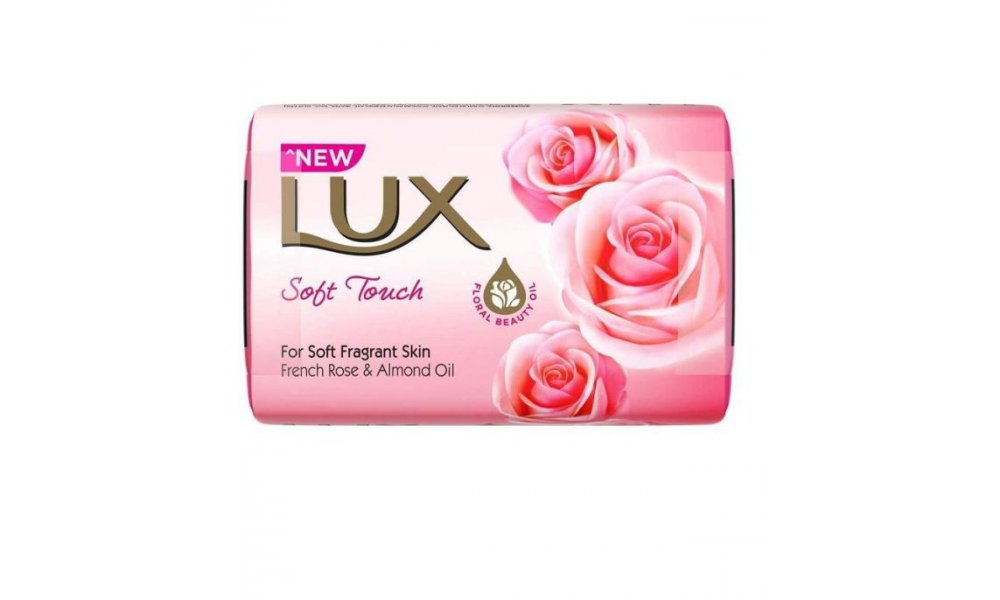 ^NEW
LUX
Soft Touch
FLORAL BEAUTY OIL
For Soft Fragrant Skin
French Rose & Almond Oil